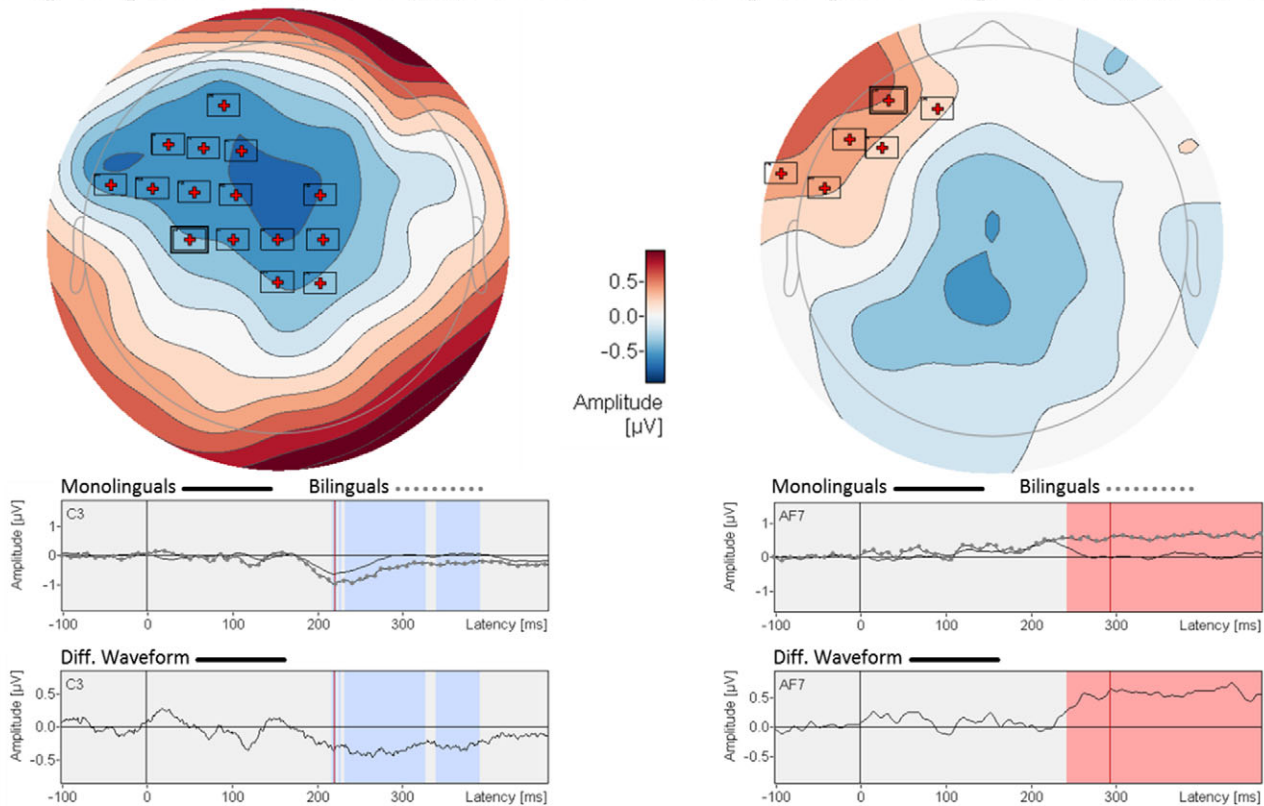 0.5
0.0
-0.5
Amplitude
[µV]
Monolinguals
Bilinguals
C3
Amplitude [µV]
1
0
-1
-100
0
100
200
300
Latency [ms]
Diff. Waveform
C3
Amplitude [µV]
0.5
0.0
-0.5
-100
0
100
200
300
Latency [ms]
Monolinguals
Bilinguals
AF7
Amplitude [µV]
1
0
-1
-100
0
100
200
300
Latency [ms]
Diff. Waveform
AF7
Amplitude [µV]
0.5
0.0
-0.5
-100
0
100
200
300
Latency [ms]